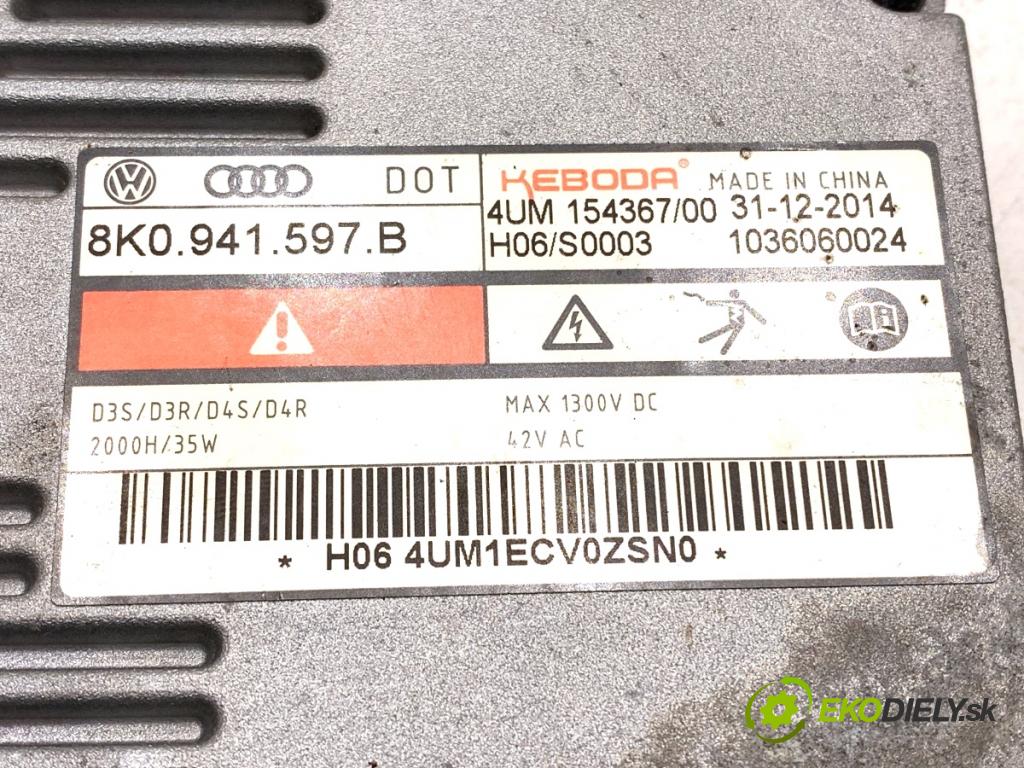 DOT
8K0.941.597.B
KEBODA® MADE IN CHINA
4UM 154367/00 31-12-2014
H06/S0003 1036060024
D3S/D3R/D4S/D4R
2000H/35W
MAX 1300V DC
42V AC
* H06 4UM1ECV0ZSN0 *
EKODIELY.sk